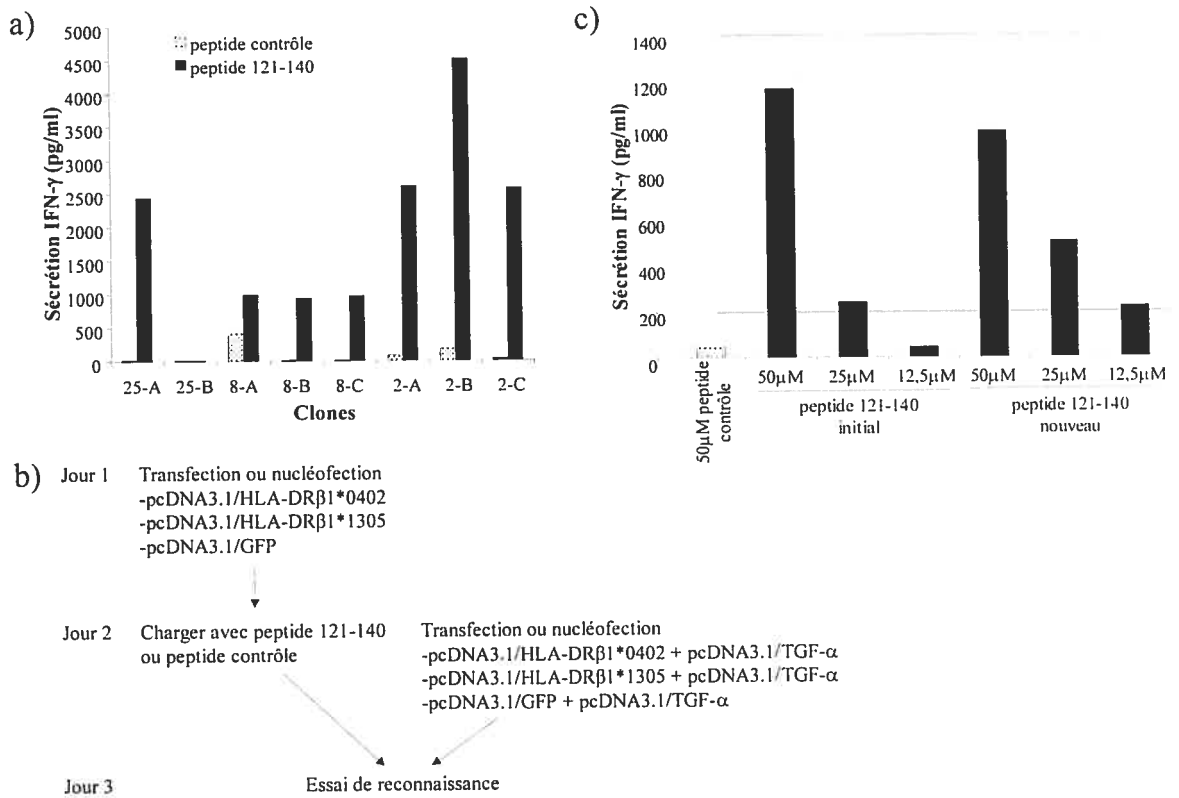 a)
Sécrétion IFN-γ (pg/ml)
5000
4500
4000
3500
3000
2500
2000
1500
1000
500
0
peptide contrôle
peptide 121-140
25-A 25-B 8-A 8-B 8-C 2-A 2-B 2-C
Clones
c)
Sécrétion IFN-γ (pg/ml)
1400
1200
1000
800
600
400
200
0
50µM peptide
contrôle
50µM 25µM 12,5µM 50µM 25µM 12,5µM
peptide 121-140
initial
peptide 121-140
nouveau
b)
Jour 1 Transfection ou nucléofection
-pcDNA3.1/HLA-DRβ1*0402
-pcDNA3.1/HLA-DRβ1*1305
-pcDNA3.1/GFP
Jour 2 Charger avec peptide 121-140
ou peptide contrôle
Transfection ou nucléofection
-pcDNA3.1/HLA-DRβ1*0402 + pcDNA3.1/TGF-α
-pcDNA3.1/HLA-DRβ1*1305 + pcDNA3.1/TGF-α
-pcDNA3.1/GFP + pcDNA3.1/TGF-α
Jour 3 Essai de reconnaissance